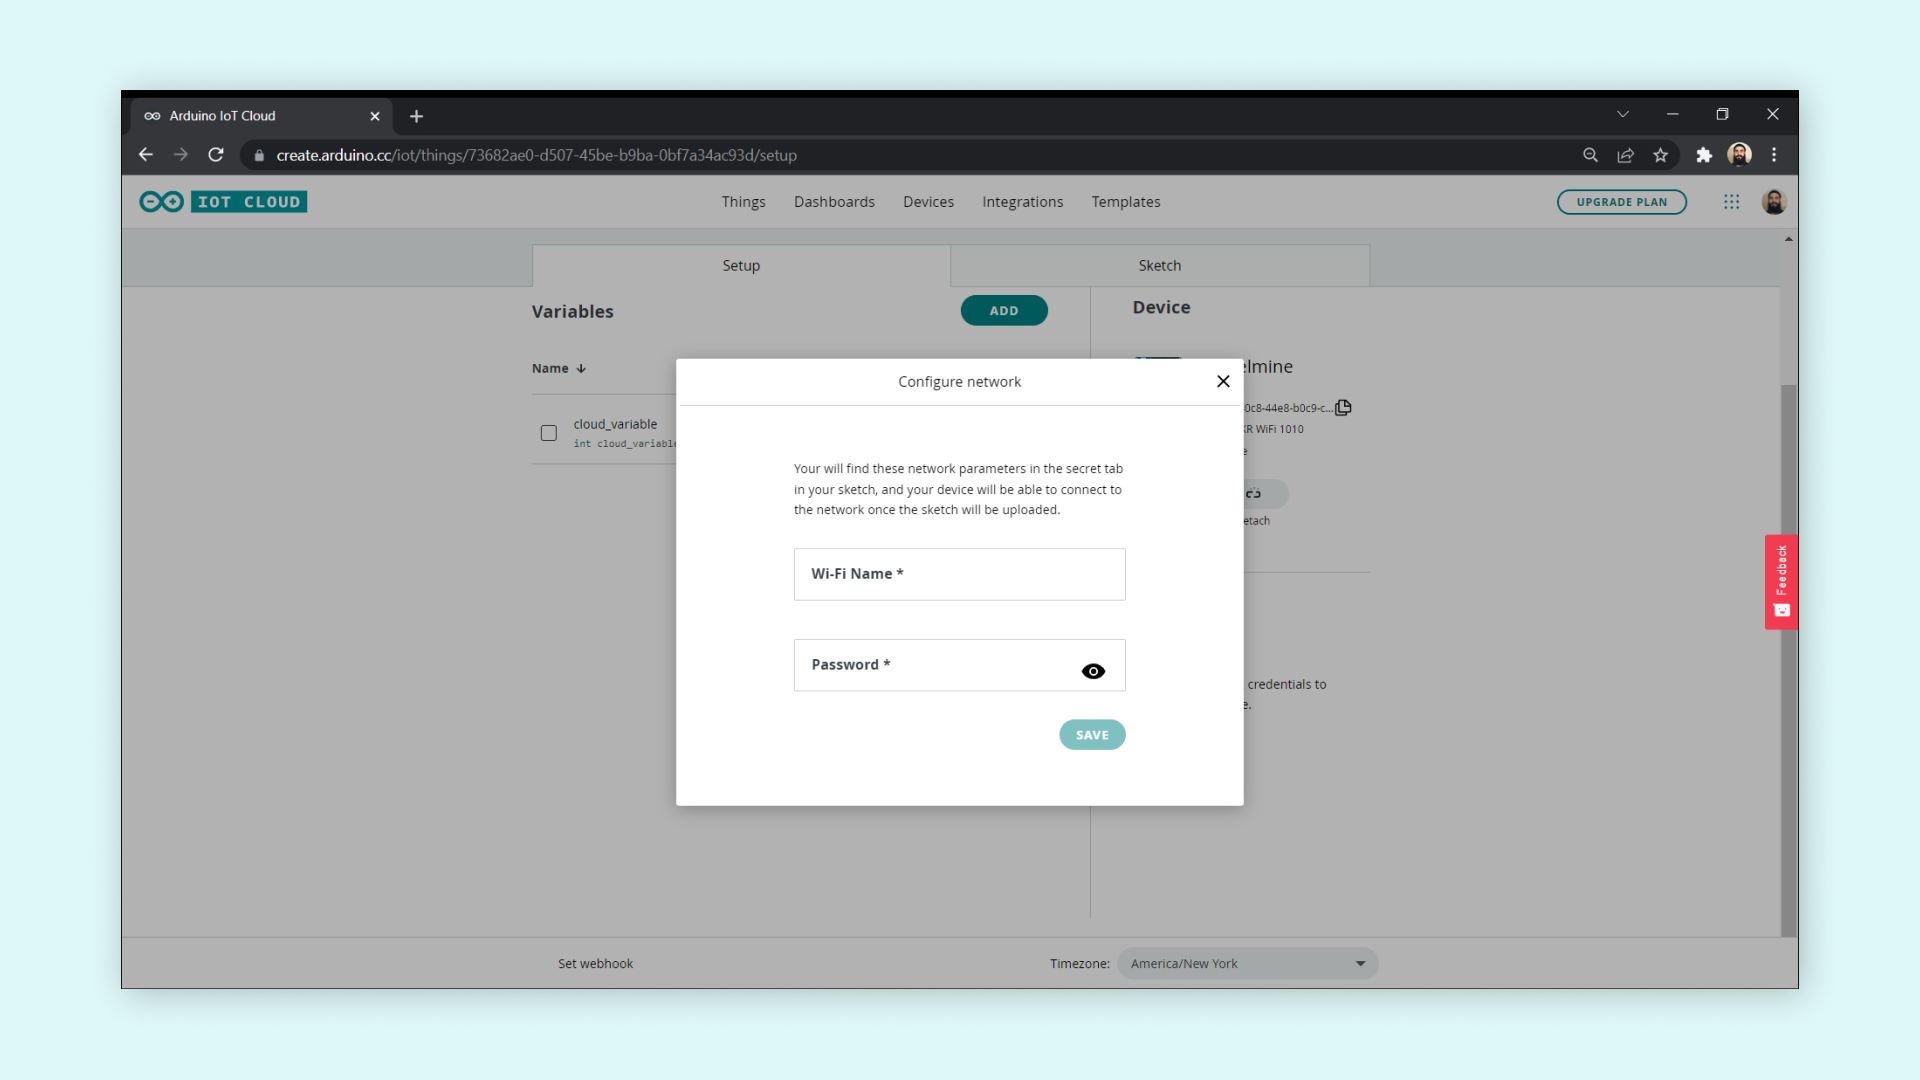 Arduino IoT Cloud
create.arduino.cc/iot/things/73682ae0-d507-45be-b9ba-0bf7a34ac93d/setup
IOT CLOUD
Things
Dashboards
Devices
Integrations
Templates
UPGRADE PLAN
Setup
Sketch
Variables
ADD
Device
Name
cloud_variable
int cloud_variable
elmine
0c8-44e8-b0c9-c...
R WiFi 1010
e
etach
credentials to
e.
Configure network
Your will find these network parameters in the secret tab
in your sketch, and your device will be able to connect to
the network once the sketch will be uploaded.
Wi-Fi Name *
Password *
SAVE
Feedback
Set webhook
Timezone:
America/New York